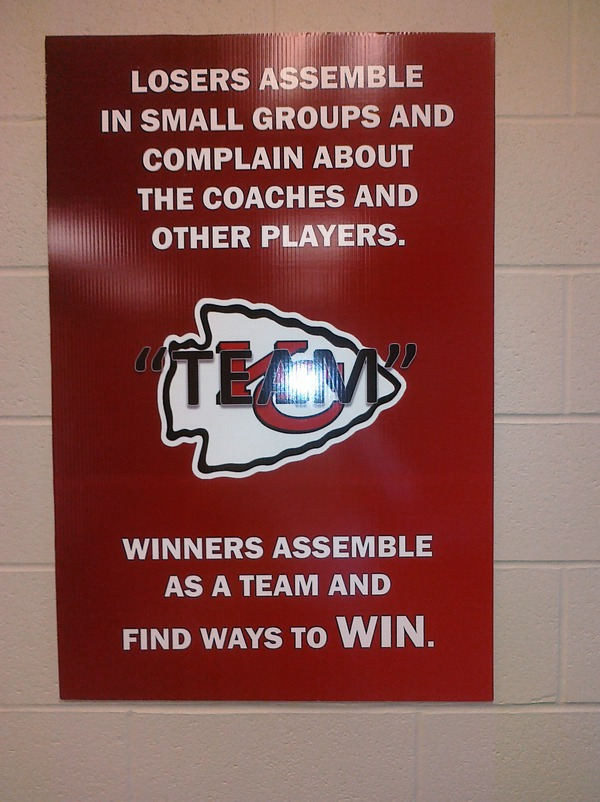 LOSERS ASSEMBLE
IN SMALL GROUPS AND
COMPLAIN ABOUT
THE COACHES AND
OTHER PLAYERS.
“TEAM”
KC
WINNERS ASSEMBLE
AS A TEAM AND
FIND WAYS TO WIN.